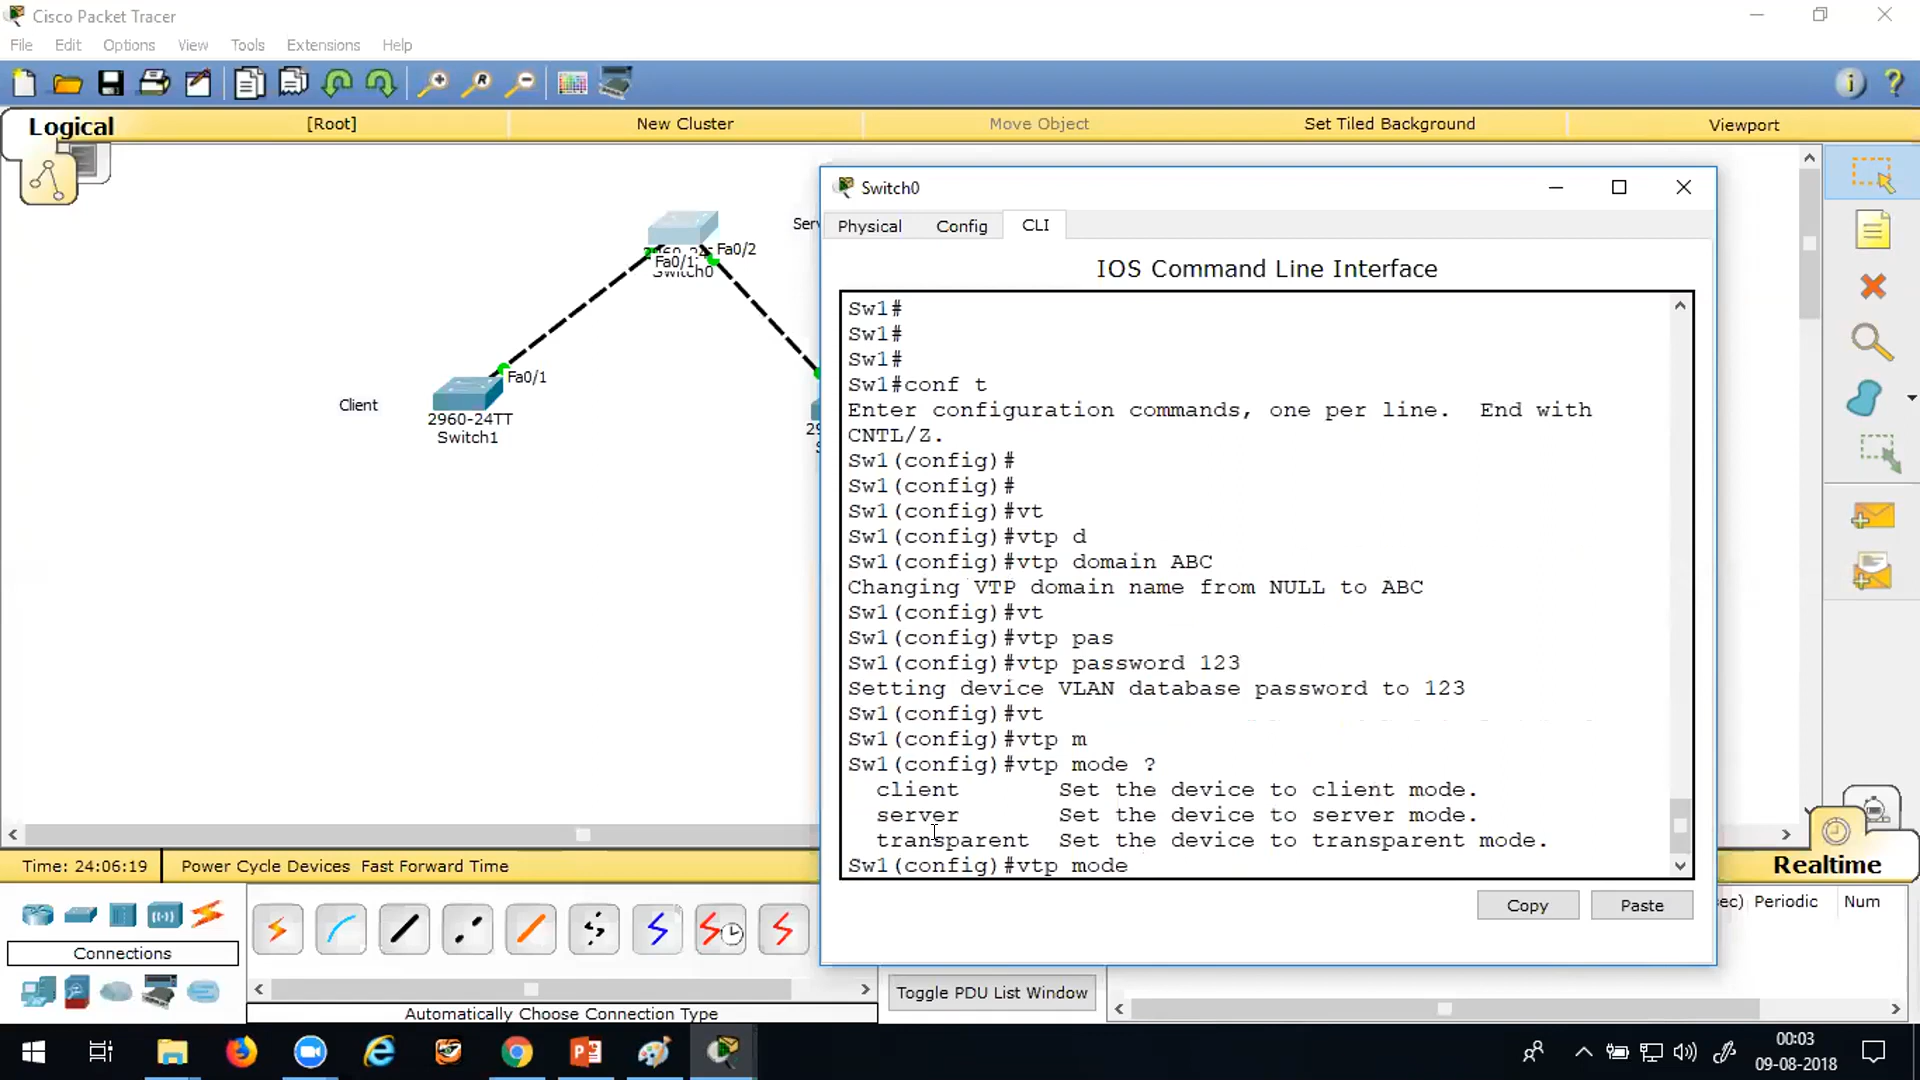 Cisco Packet Tracer
File Edit Options View Tools Extensions Help
Logical
[Root]
New Cluster
Move Object
Set Tiled Background
Viewport
Serv
Fa0/2
Fa0/1
Switch0
Fa0/1
Client
2960-24TT
Switch1
Switch0
Physical Config CLI
IOS Command Line Interface
Sw1#
Sw1#
Sw1#
Sw1#conf t
Enter configuration commands, one per line.  End with
CNTL/Z.
Sw1(config)#
Sw1(config)#
Sw1(config)#vt
Sw1(config)#vtp d
Sw1(config)#vtp domain ABC
Changing VTP domain name from NULL to ABC
Sw1(config)#vt
Sw1(config)#vtp pas
Sw1(config)#vtp password 123
Setting device VLAN database password to 123
Sw1(config)#vt
Sw1(config)#vtp m
Sw1(config)#vtp mode ?
client Set the device to client mode.
server Set the device to server mode.
transparent Set the device to transparent mode.
Sw1(config)#vtp mode
Copy
Paste
Time: 24:06:19
Power Cycle Devices Fast Forward Time
Realtime
ec) Periodic Num
Connections
Toggle PDU List Window
Automatically Choose Connection Type
00:03
09-08-2018